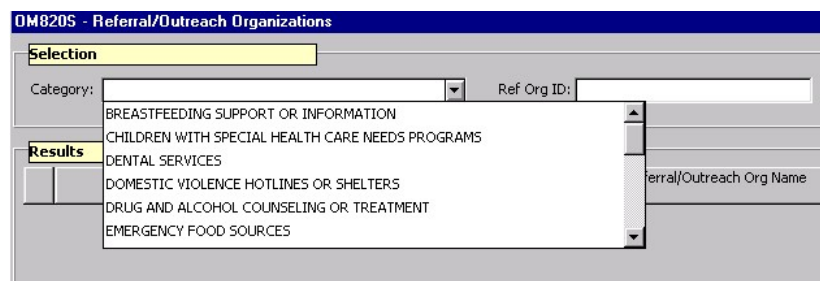 OM820S - Referral/Outreach Organizations
Selection
Category: Ref Org ID:
BREASTFEEDING SUPPORT OR INFORMATION
CHILDREN WITH SPECIAL HEALTH CARE NEEDS PROGRAMS
Results
DENTAL SERVICES
erral/Outreach Org Name
DOMESTIC VIOLENCE HOTLINES OR SHELTERS
DRUG AND ALCOHOL COUNSELING OR TREATMENT
EMERGENCY FOOD SOURCES